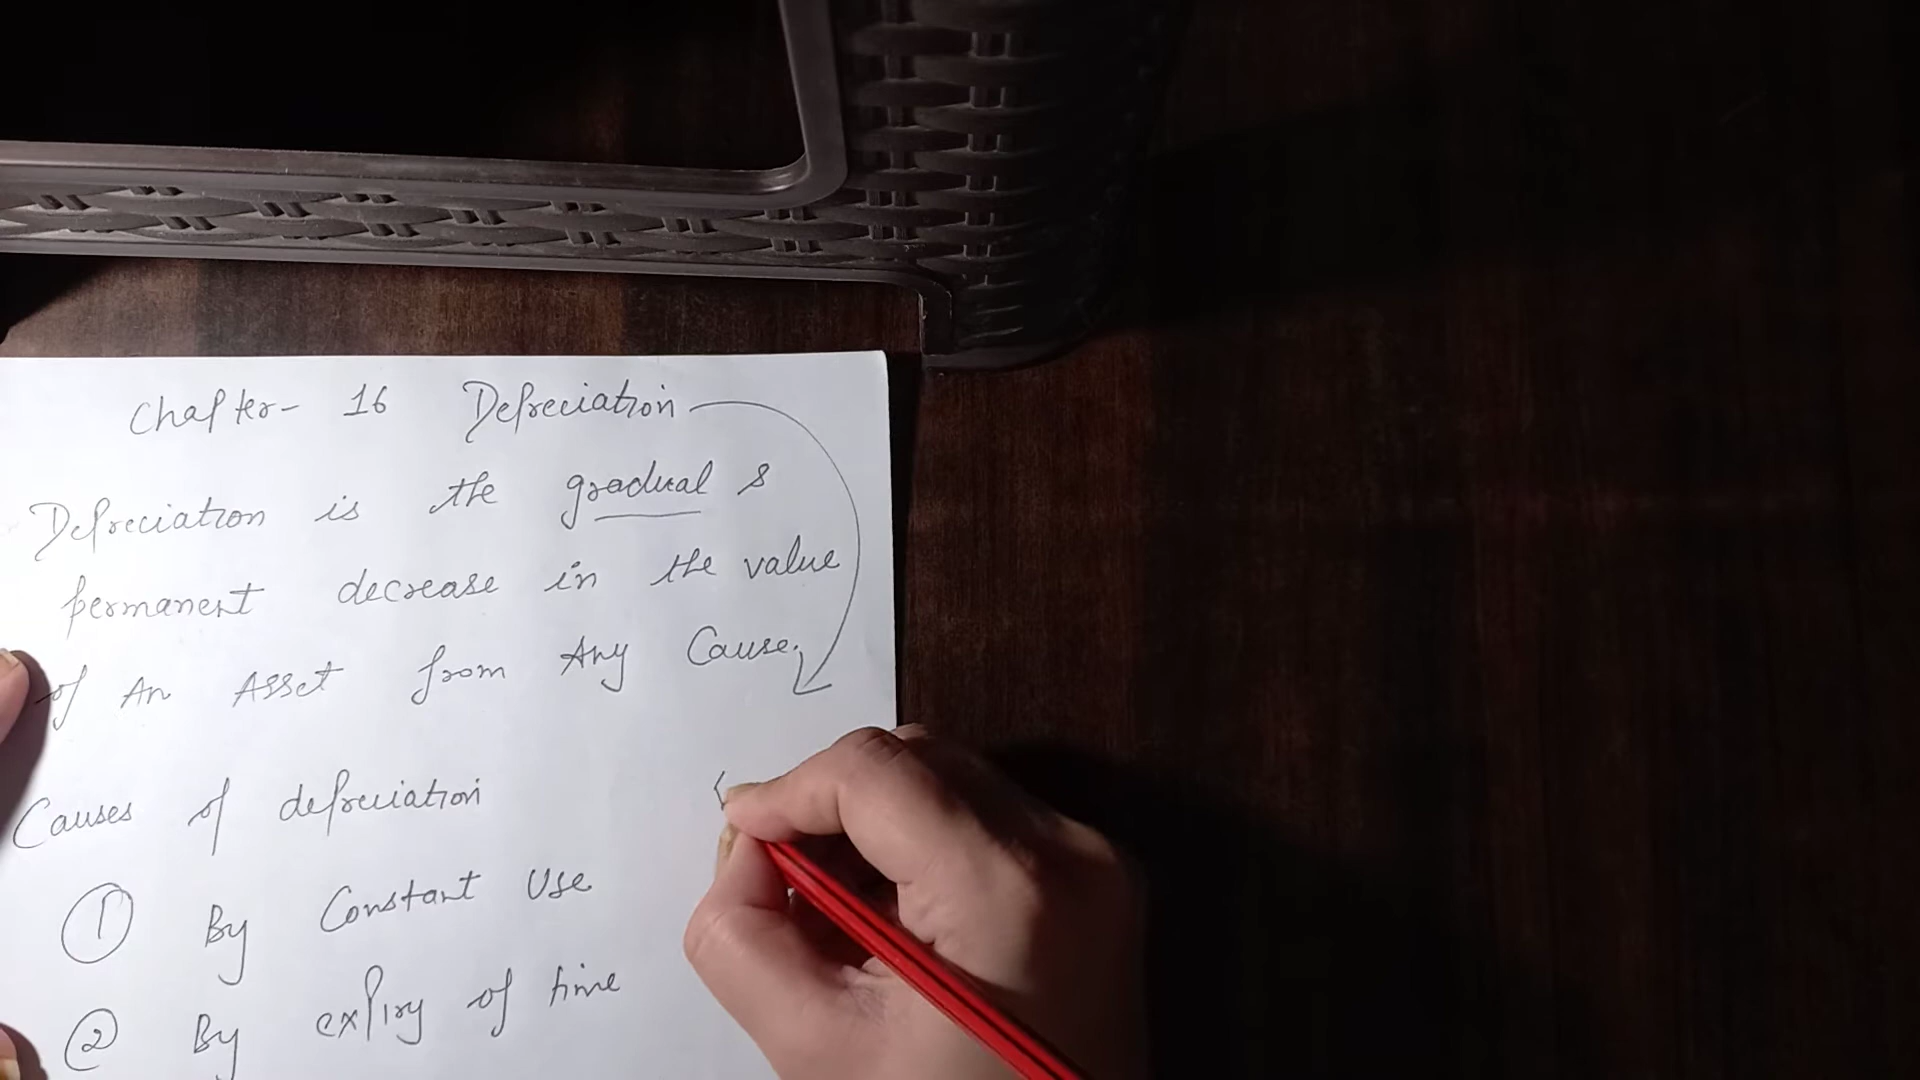 Chapter- 16 Depreciation
Depreciation is the gradual &
permanent decrease in the value
of An Asset from Any Cause.
Causes of depreciation
① By Constant Use
② By expiry of time